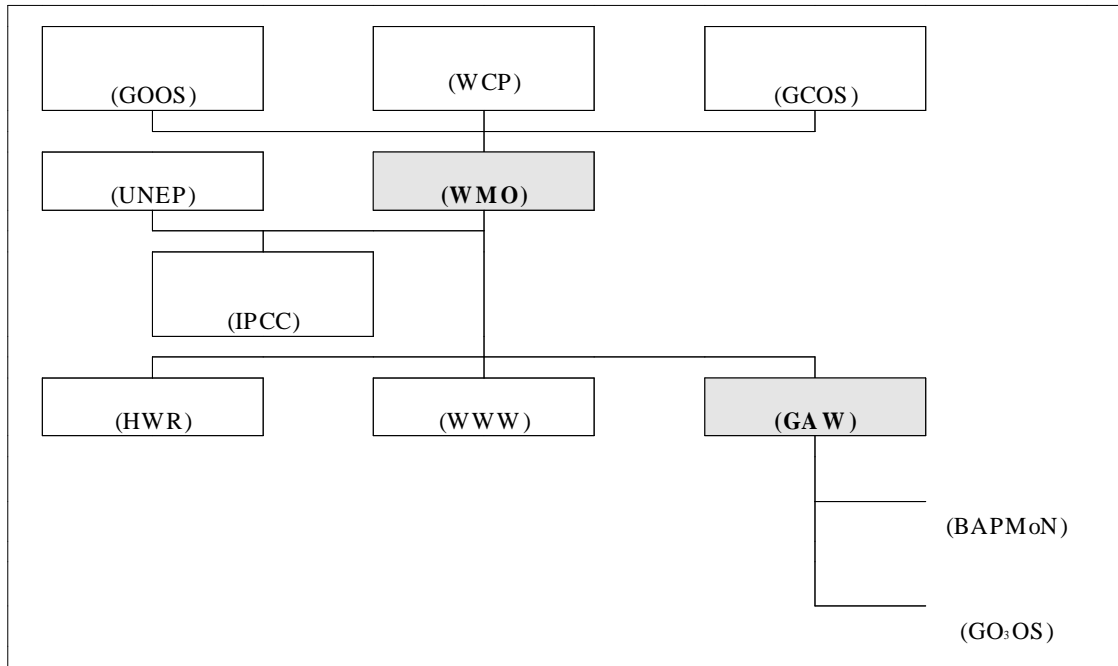 (GOOS)
(WCP)
(GCOS)
(UNEP)
(WMO)
(IPCC)
(HWR)
(WWW)
(GAW)
(BAPMoN)
(GO₃OS)